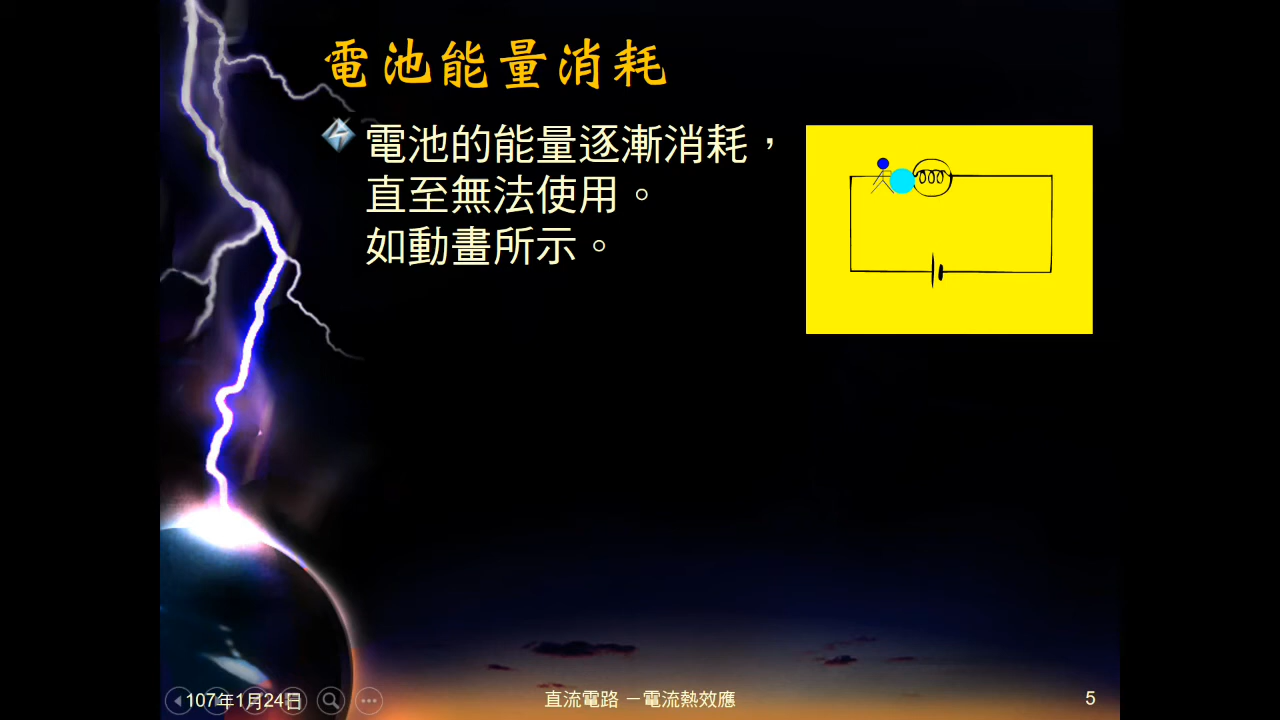 電池能量消耗
電池的能量逐漸消耗，
直至無法使用。
如動畫所示。
107年1月24日
直流電路 －電流熱效應
5